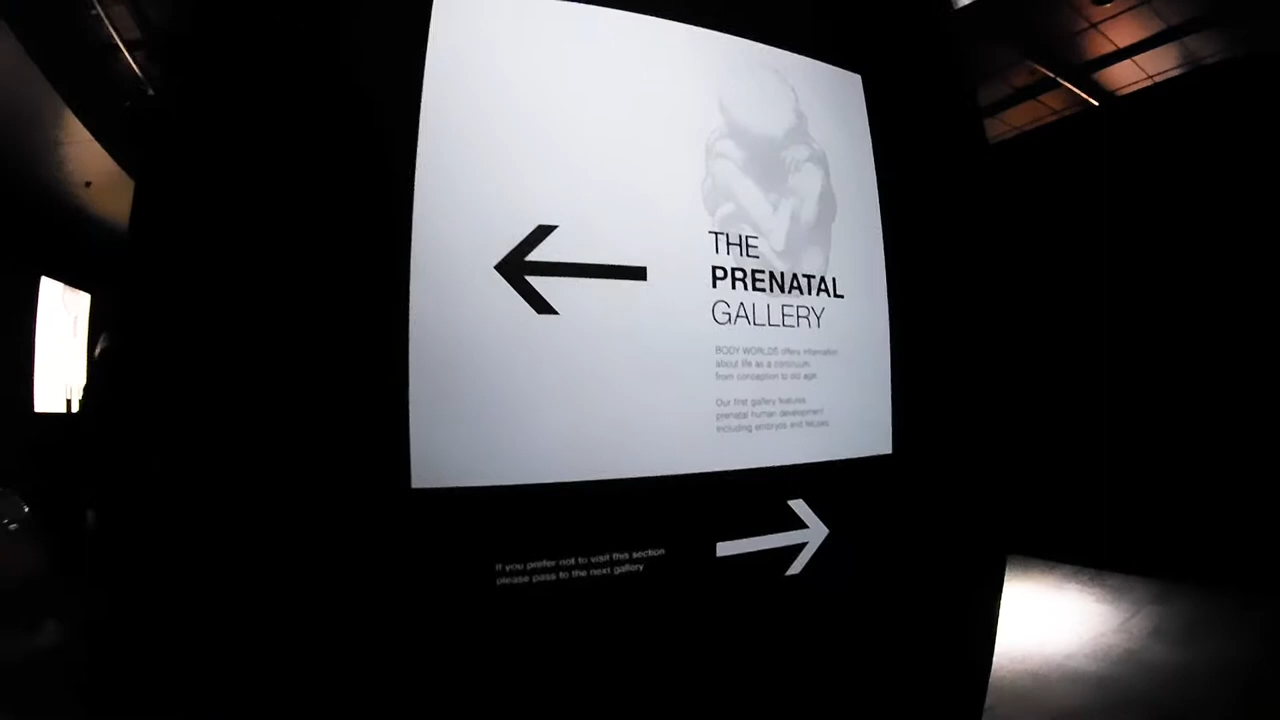 THE
PRENATAL
GALLERY
BODY WORLDS offers information
about life as a continuum
from conception to old age.
Our first gallery features
prenatal human development
including embryos and fetuses.
If you prefer not to visit this section
please pass to the next gallery